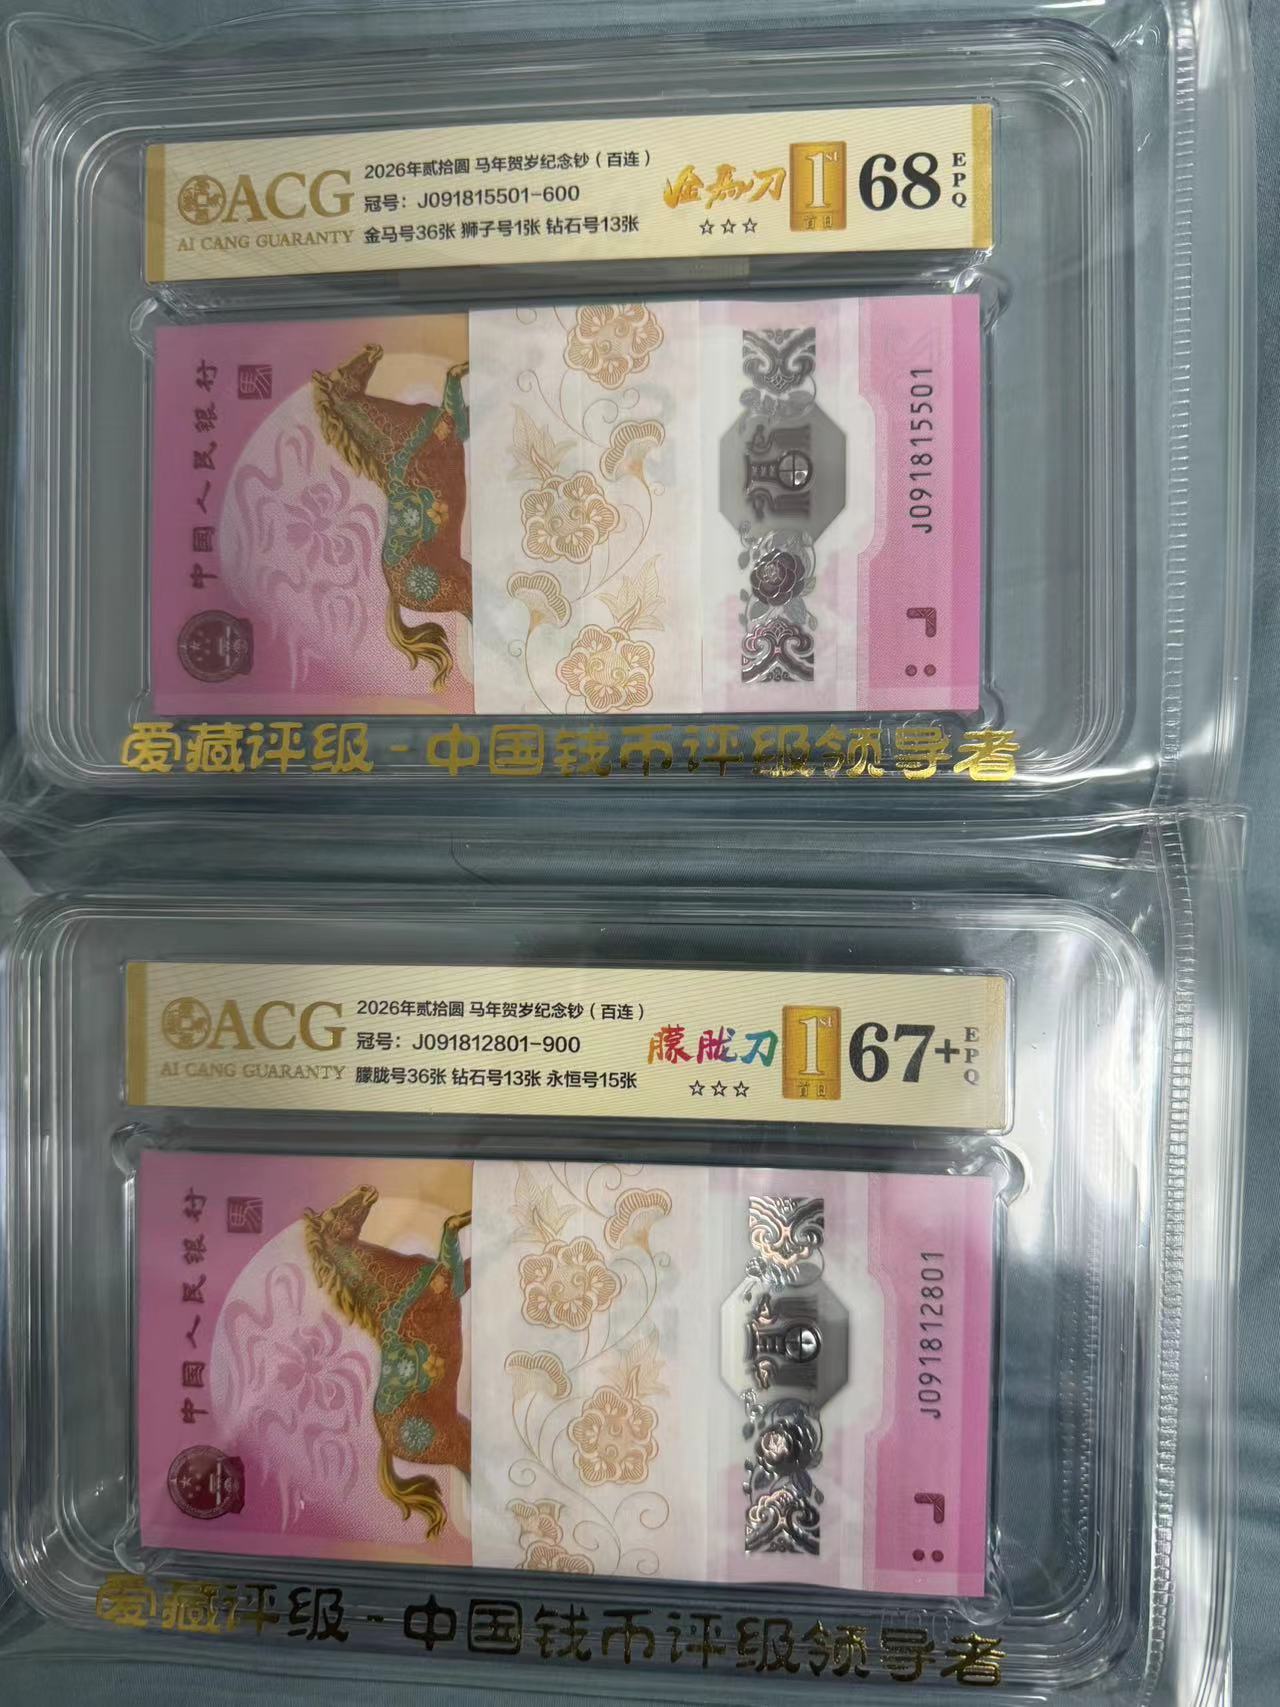 ACG
AI CANG GUARANTY
2026年贰拾圆 马年贺岁纪念钞（百连）
冠号：J091815501-600
金马号36张 狮子号1张 钻石号13张
金马刀
☆☆☆
1ST
首日
68
EPQ
中国人民银行
J091815501
爱藏评级-中国钱币评级领导者
ACG
AI CANG GUARANTY
2026年贰拾圆 马年贺岁纪念钞（百连）
冠号：J091812801-900
朦胧号36张 钻石号13张 永恒号15张
朦胧刀
☆☆☆
1ST
首日
67+
EPQ
中国人民银行
J091812801
爱藏评级-中国钱币评级领导者